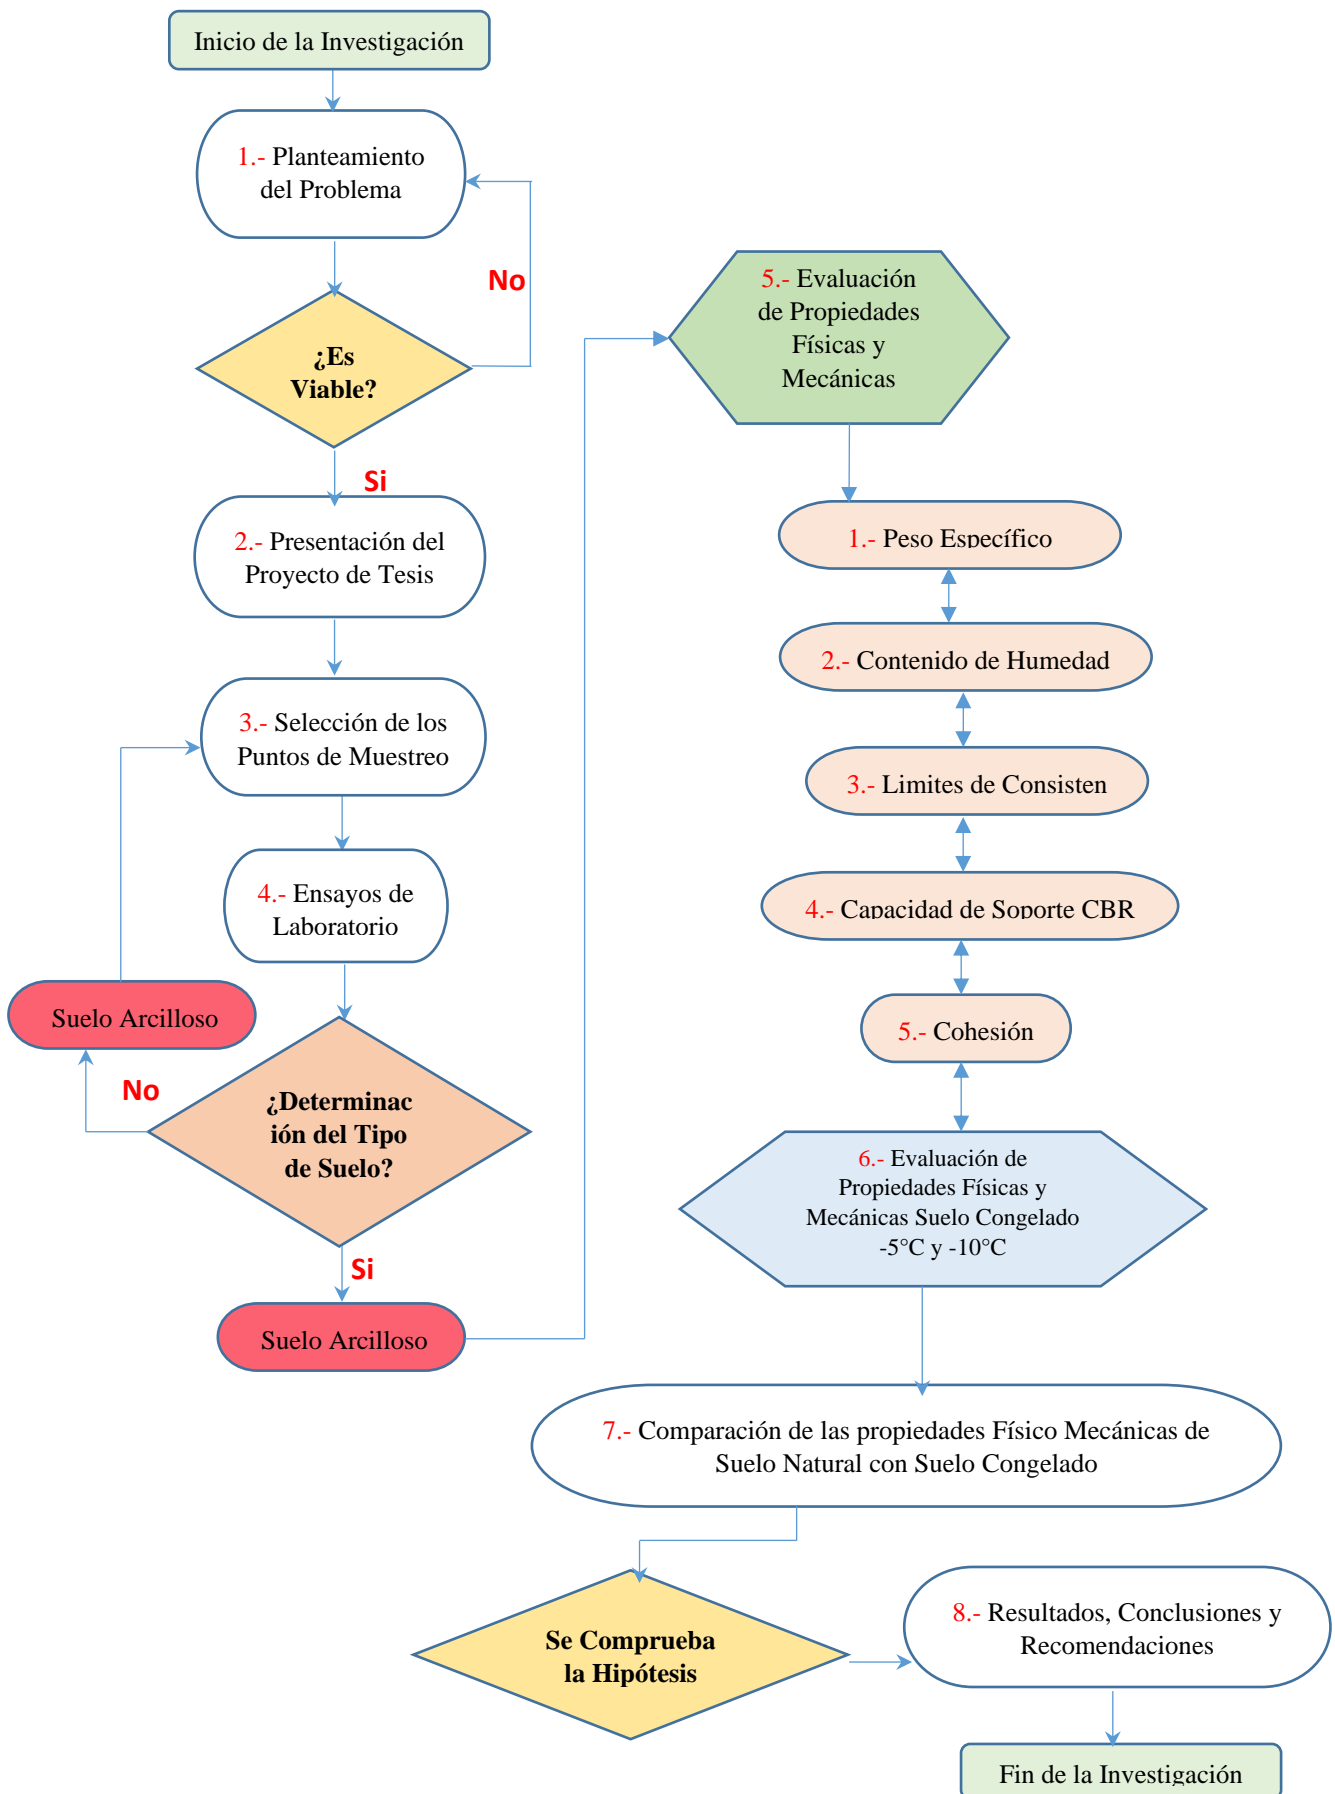 Inicio de la Investigación
1.- Planteamiento
del Problema
No
¿Es
Viable?
Si
2.- Presentación del
Proyecto de Tesis
3.- Selección de los
Puntos de Muestreo
4.- Ensayos de
Laboratorio
Suelo Arcilloso
No
¿Determinac
ión del Tipo
de Suelo?
Si
Suelo Arcilloso
5.- Evaluación
de Propiedades
Físicas y
Mecánicas
1.- Peso Específico
2.- Contenido de Humedad
3.- Limites de Consisten
4.- Capacidad de Soporte CBR
5.- Cohesión
6.- Evaluación de
Propiedades Físicas y
Mecánicas Suelo Congelado
-5°C y -10°C
7.- Comparación de las propiedades Físico Mecánicas de
Suelo Natural con Suelo Congelado
Se Comprueba
la Hipótesis
8.- Resultados, Conclusiones y
Recomendaciones
Fin de la Investigación